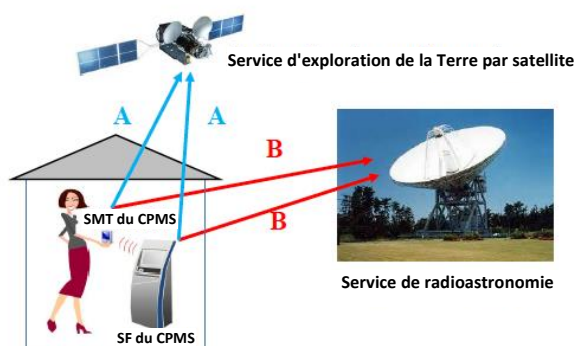 Service d'exploration de la Terre par satellite
A
A
B
SMT du CPMS
B
Service de radioastronomie
SF du CPMS